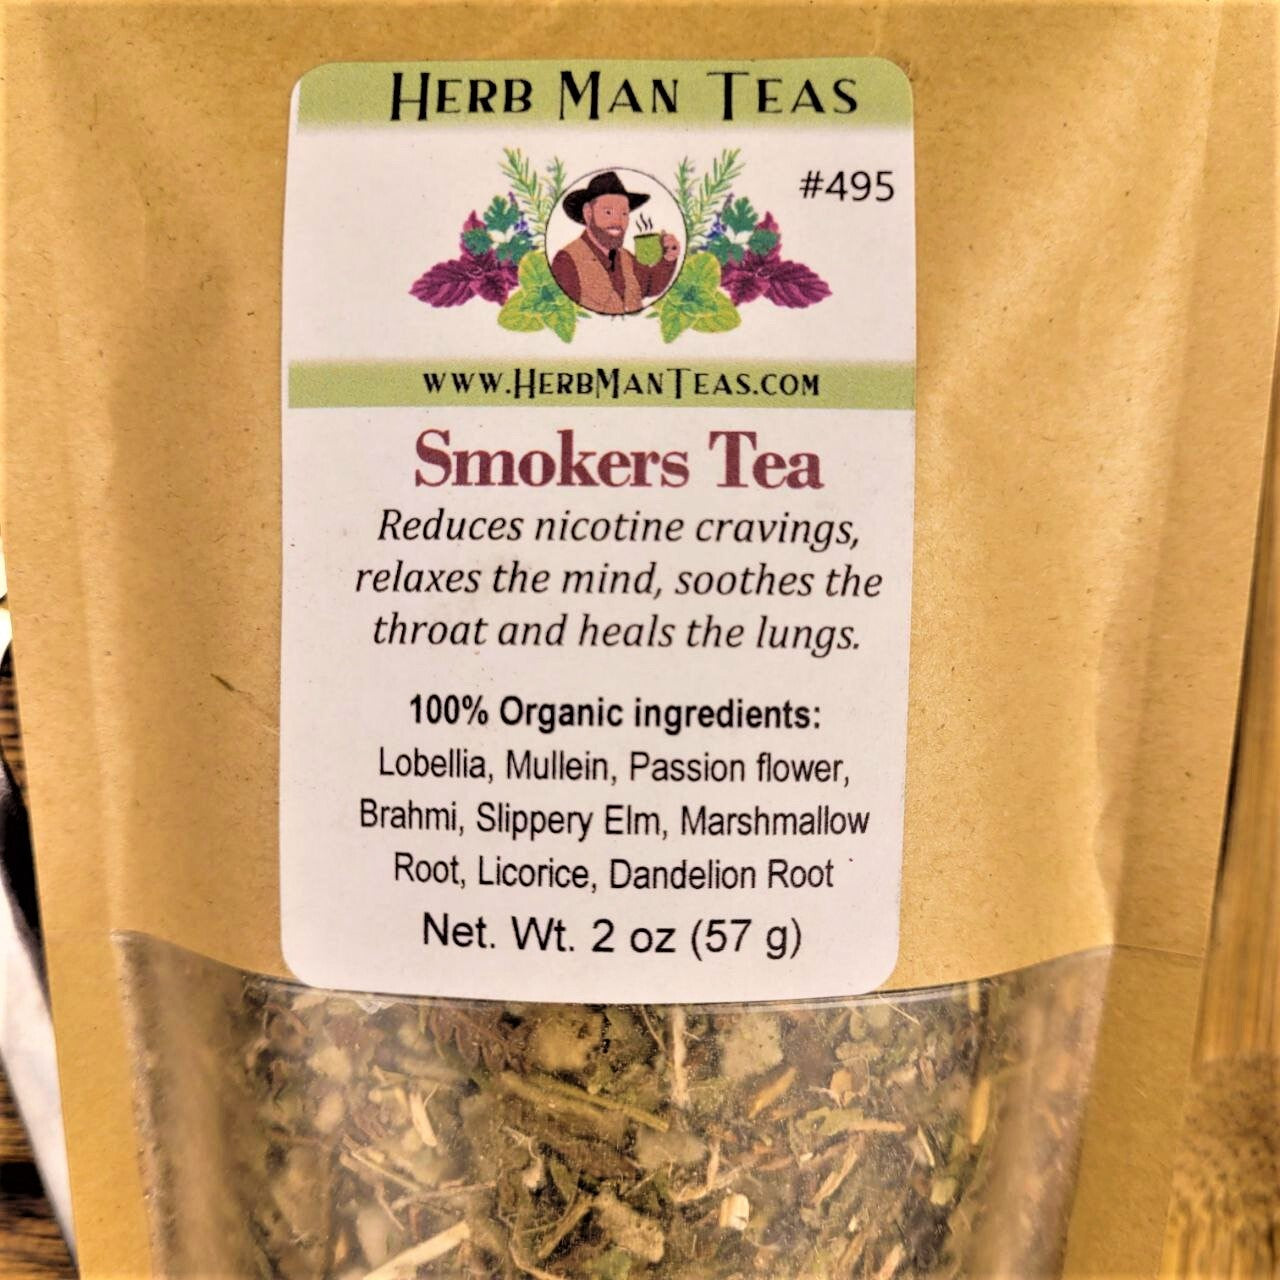 HERB MAN TEAS
#495
WWW.HERBMANTEAS.COM
Smokers Tea
Reduces nicotine cravings,
relaxes the mind, soothes the
throat and heals the lungs.
100% Organic ingredients:
Lobellia, Mullein, Passion flower,
Brahmi, Slippery Elm, Marshmallow
Root, Licorice, Dandelion Root
Net. Wt. 2 oz (57 g)